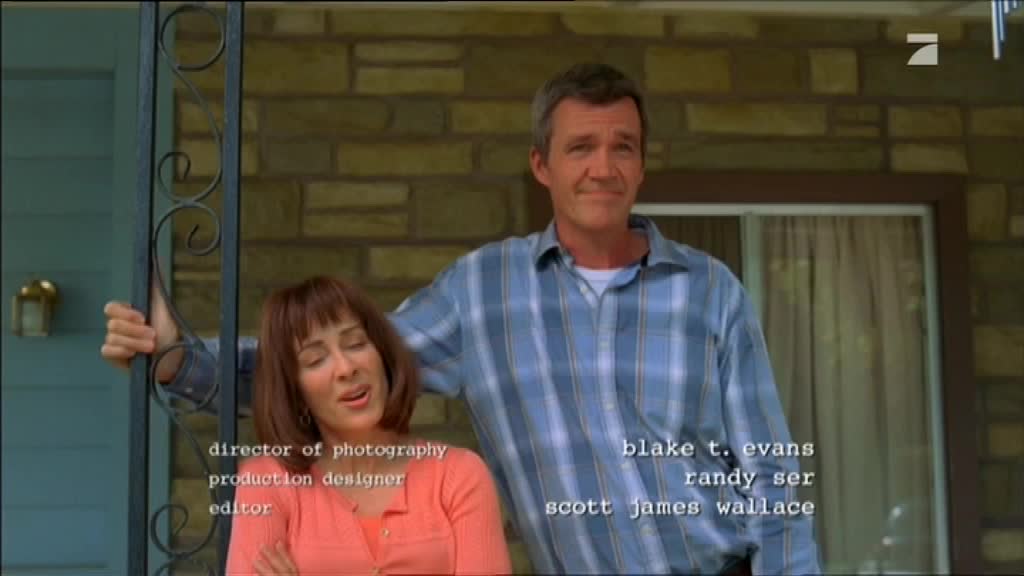 director of photography blake t. evans
production designer randy ser
editor scott james wallace